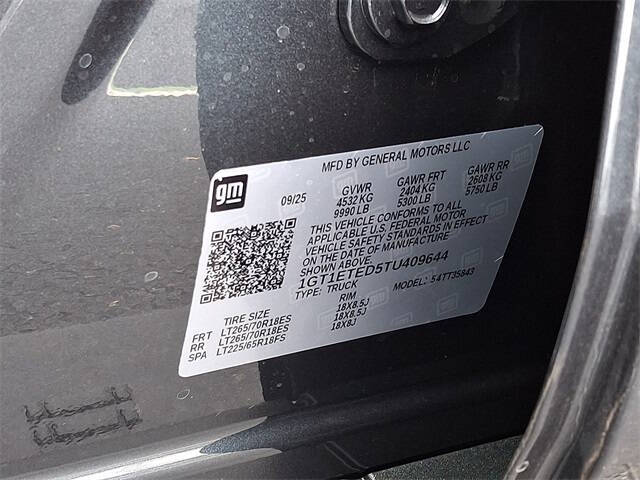 MFD BY GENERAL MOTORS LLC
gm
09/25 GVWR GAWR FRT GAWR RR
4532 KG 2404 KG 2608 KG
9990 LB 5300 LB 5750 LB
THIS VEHICLE CONFORMS TO ALL
APPLICABLE U.S. FEDERAL MOTOR
VEHICLE SAFETY STANDARDS IN EFFECT
ON THE DATE OF MANUFACTURE
SHOWN ABOVE.
1GT1ETED5TU409644
TYPE: TRUCK MODEL: 54TT35843
TIRE SIZE RIM
FRT LT265/70R18ES 18X8.5J
RR LT265/70R18ES 18X8.5J
SPA LT225/65R18FS 18X8J